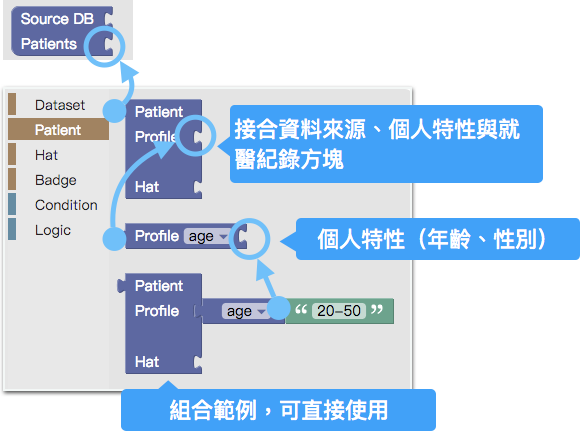 Source DB
Patients
Dataset
Patient
Hat
Badge
Condition
Logic
Patient
Profile
Hat
接合資料來源、個人特性與就
醫紀錄方塊
Profile age
個人特性（年齡、性別）
Patient
Profile age “ 20–50 ”
Hat
組合範例，可直接使用